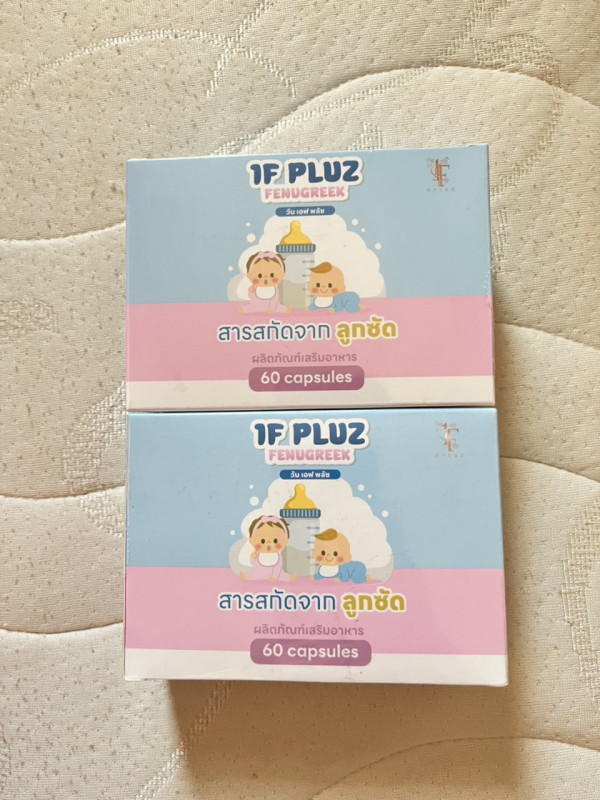 1F PLUZ
FENUGREEK
วัน เอฟ พลัซ
1F
สารสกัดจาก ลูกซัด
ผลิตภัณฑ์เสริมอาหาร
60 capsules
1F PLUZ
FENUGREEK
วัน เอฟ พลัซ
1F
สารสกัดจาก ลูกซัด
ผลิตภัณฑ์เสริมอาหาร
60 capsules